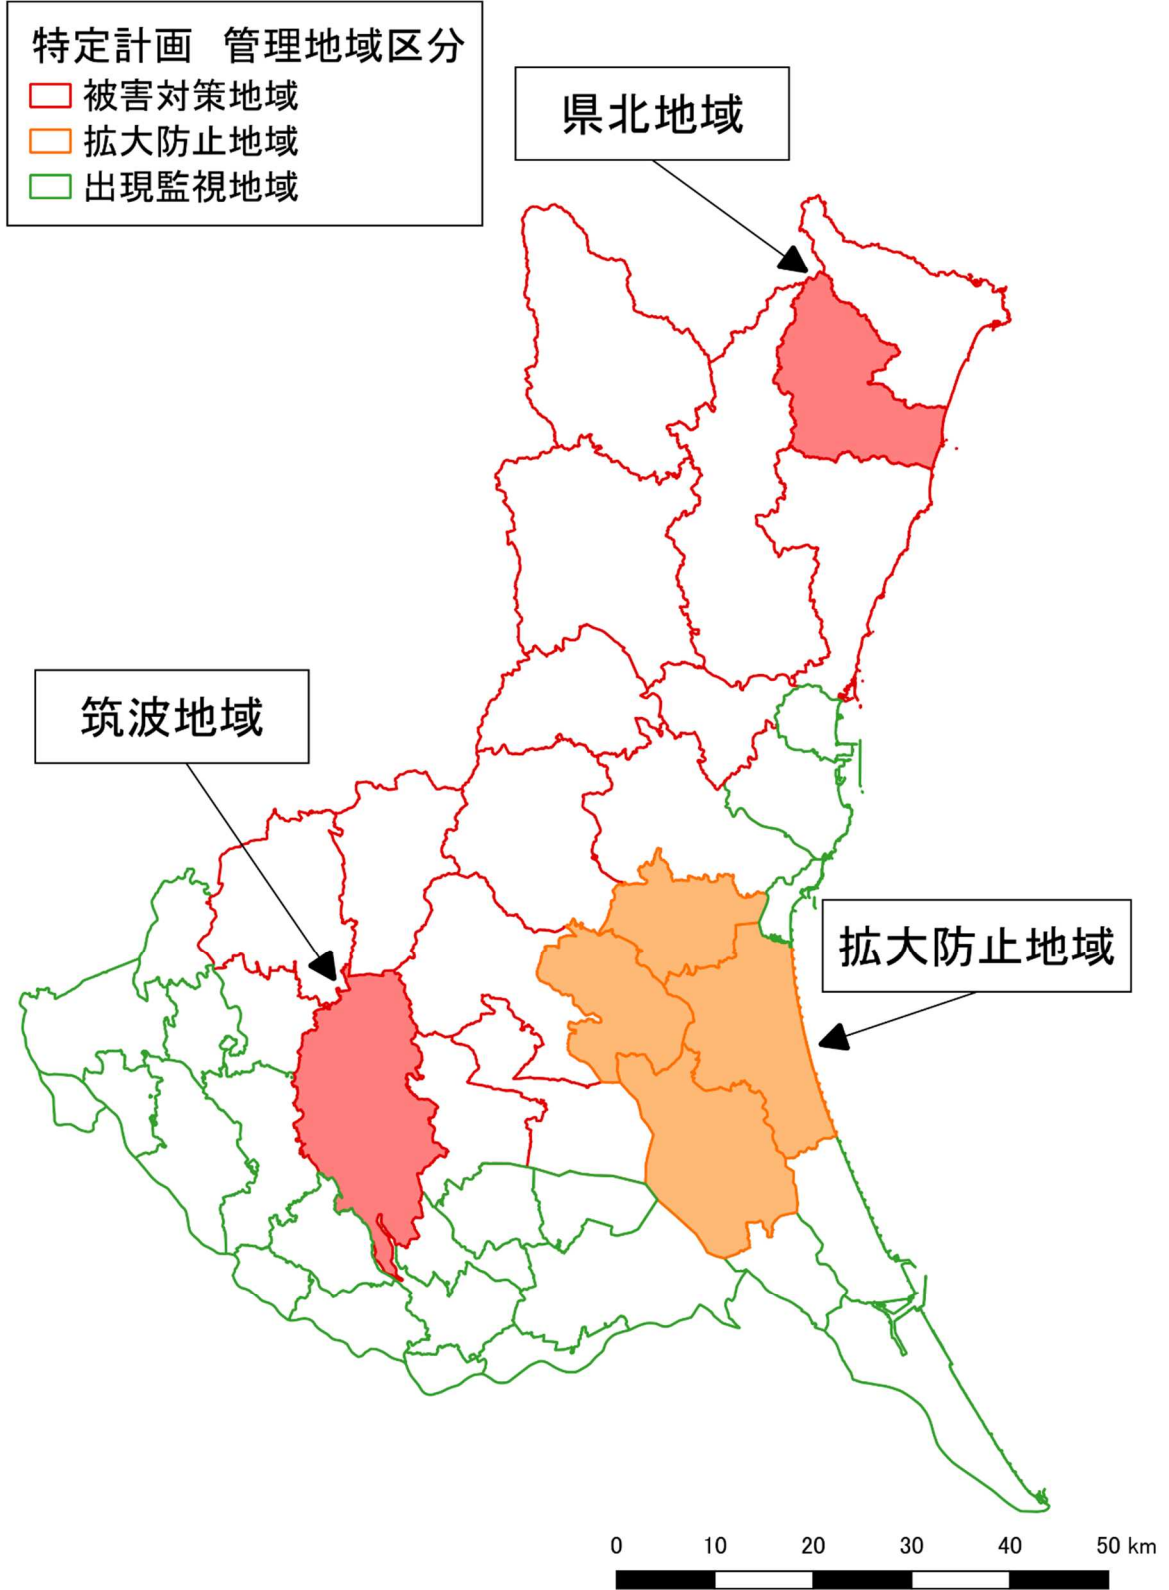 特定計画　管理地域区分
被害対策地域
拡大防止地域
出現監視地域
県北地域
筑波地域
拡大防止地域
0 10 20 30 40 50 km